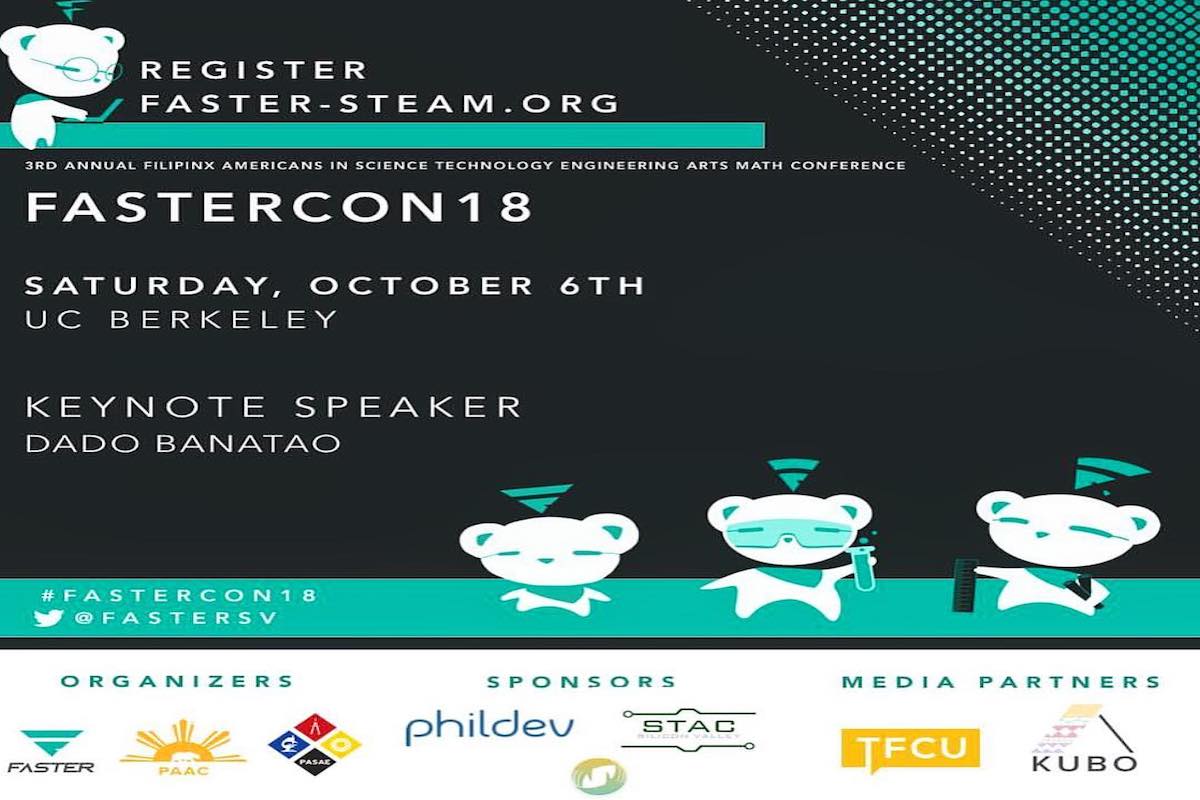 REGISTER
FASTER-STEAM.ORG
3RD ANNUAL FILIPINX AMERICANS IN SCIENCE TECHNOLOGY ENGINEERING ARTS MATH CONFERENCE
FASTERCON18
SATURDAY, OCTOBER 6TH
UC BERKELEY
KEYNOTE SPEAKER
DADO BANATAO
#FASTERCON18
@FASTERSV
ORGANIZERS
SPONSORS
MEDIA PARTNERS
FASTER
PAAC
PASAE
phildev
STAC
SILICON VALLEY
TFCU
KUBO